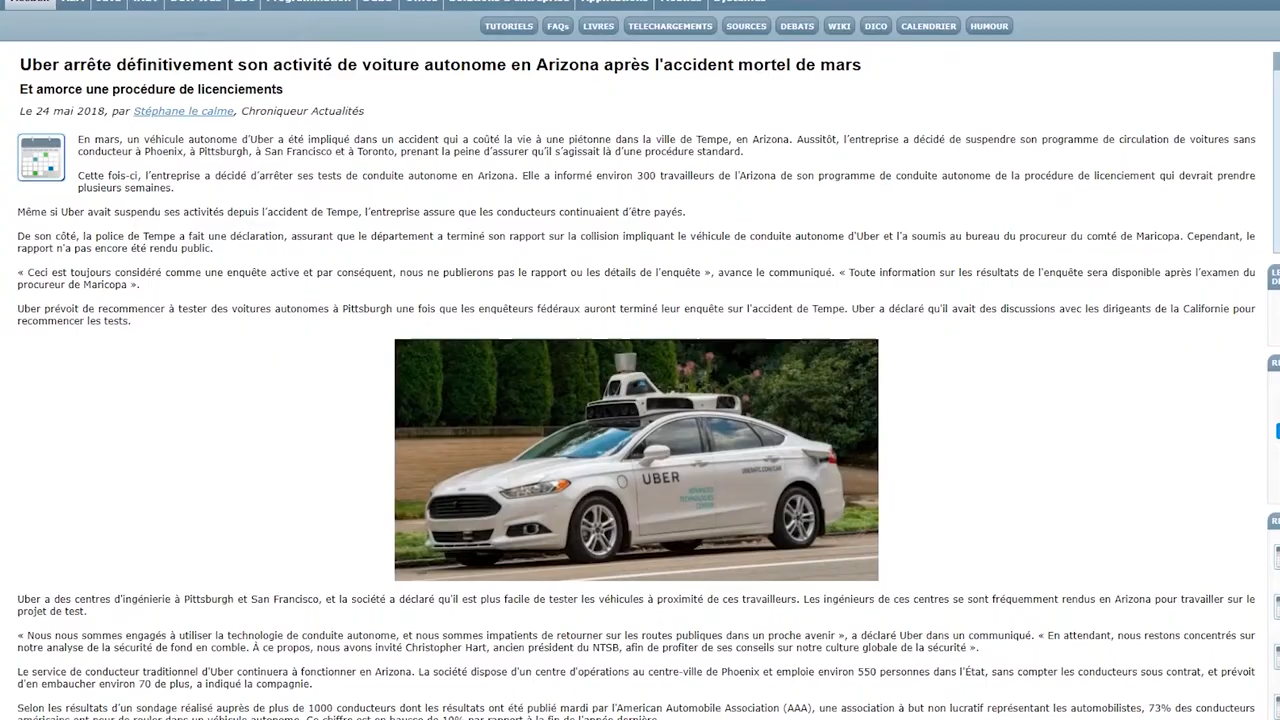 TUTORIELS FAQs LIVRES TELECHARGEMENTS SOURCES DEBATS WIKI DICO CALENDRIER HUMOUR
Uber arrête définitivement son activité de voiture autonome en Arizona après l'accident mortel de mars
Et amorce une procédure de licenciements
Le 24 mai 2018, par Stéphane le calme, Chroniqueur Actualités
En mars, un véhicule autonome d’Uber a été impliqué dans un accident qui a coûté la vie à une piétonne dans la ville de Tempe, en Arizona. Aussitôt, l’entreprise a décidé de suspendre son programme de circulation de voitures sans
conducteur à Phoenix, à Pittsburgh, à San Francisco et à Toronto, prenant la peine d’assurer qu’il s’agissait là d’une procédure standard.
Cette fois-ci, l’entreprise a décidé d’arrêter ses tests de conduite autonome en Arizona. Elle a informé environ 300 travailleurs de l’Arizona de son programme de conduite autonome de la procédure de licenciement qui devrait prendre
plusieurs semaines.
Même si Uber avait suspendu ses activités depuis l’accident de Tempe, l’entreprise assure que les conducteurs continuaient d’être payés.
De son côté, la police de Tempe a fait une déclaration, assurant que le département a terminé son rapport sur la collision impliquant le véhicule de conduite autonome d’Uber et l’a soumis au bureau du procureur du comté de Maricopa. Cependant, le
rapport n’a pas encore été rendu public.
« Ceci est toujours considéré comme une enquête active et par conséquent, nous ne publierons pas le rapport ou les détails de l’enquête », avance le communiqué. « Toute information sur les résultats de l’enquête sera disponible après l’examen du
procureur de Maricopa ».
Uber prévoit de recommencer à tester des voitures autonomes à Pittsburgh une fois que les enquêteurs fédéraux auront terminé leur enquête sur l’accident de Tempe. Uber a déclaré qu’il avait des discussions avec les dirigeants de la Californie pour
recommencer les tests.
UBER
Uber a des centres d’ingénierie à Pittsburgh et San Francisco, et la société a déclaré qu’il est plus facile de tester les véhicules à proximité de ces travailleurs. Les ingénieurs de ces centres se sont fréquemment rendus en Arizona pour travailler sur le
projet de test.
« Nous nous sommes engagés à utiliser la technologie de conduite autonome, et nous sommes impatients de retourner sur les routes publiques dans un proche avenir », a déclaré Uber dans un communiqué. « En attendant, nous restons concentrés sur
notre analyse de la sécurité de fond en comble. À ce propos, nous avons invité Christopher Hart, ancien président du NTSB, afin de profiter de ses conseils sur notre culture globale de la sécurité ».
Le service de conducteur traditionnel d’Uber continuera à fonctionner en Arizona. La société dispose d’un centre d’opérations au centre-ville de Phoenix et emploie environ 550 personnes dans l’État, sans compter les conducteurs sous contrat, et prévoit
d’en embaucher environ 70 de plus, a indiqué la compagnie.
Selon les résultats d’un sondage réalisé auprès de plus de 1000 conducteurs dont les résultats ont été publié mardi par l’American Automobile Association (AAA), une association à but non lucratif représentant les automobilistes, 73% des conducteurs